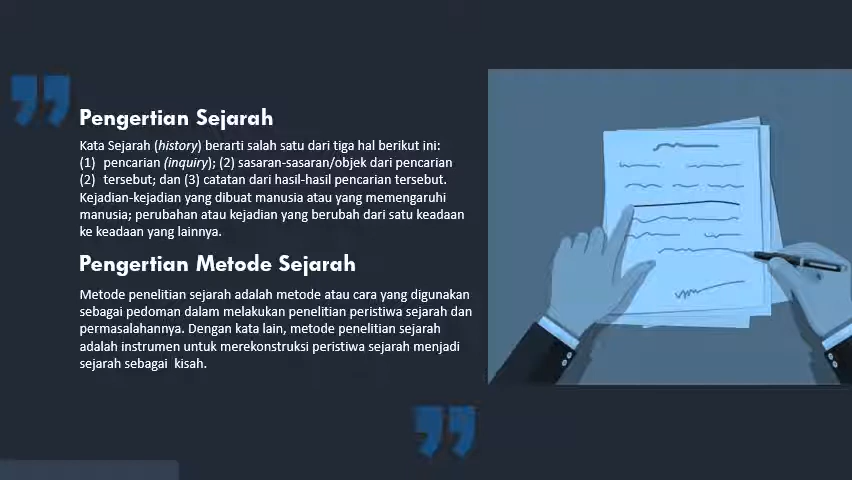 Pengertian Sejarah
Kata Sejarah (history) berarti salah satu dari tiga hal berikut ini:
(1) pencarian (inquiry); (2) sasaran-sasaran/objek dari pencarian
(2) tersebut; dan (3) catatan dari hasil-hasil pencarian tersebut.
Kejadian-kejadian yang dibuat manusia atau yang memengaruhi
manusia; perubahan atau kejadian yang berubah dari satu keadaan
ke keadaan yang lainnya.
Pengertian Metode Sejarah
Metode penelitian sejarah adalah metode atau cara yang digunakan
sebagai pedoman dalam melakukan penelitian peristiwa sejarah dan
permasalahannya. Dengan kata lain, metode penelitian sejarah
adalah instrumen untuk merekonstruksi peristiwa sejarah menjadi
sejarah sebagai kisah.